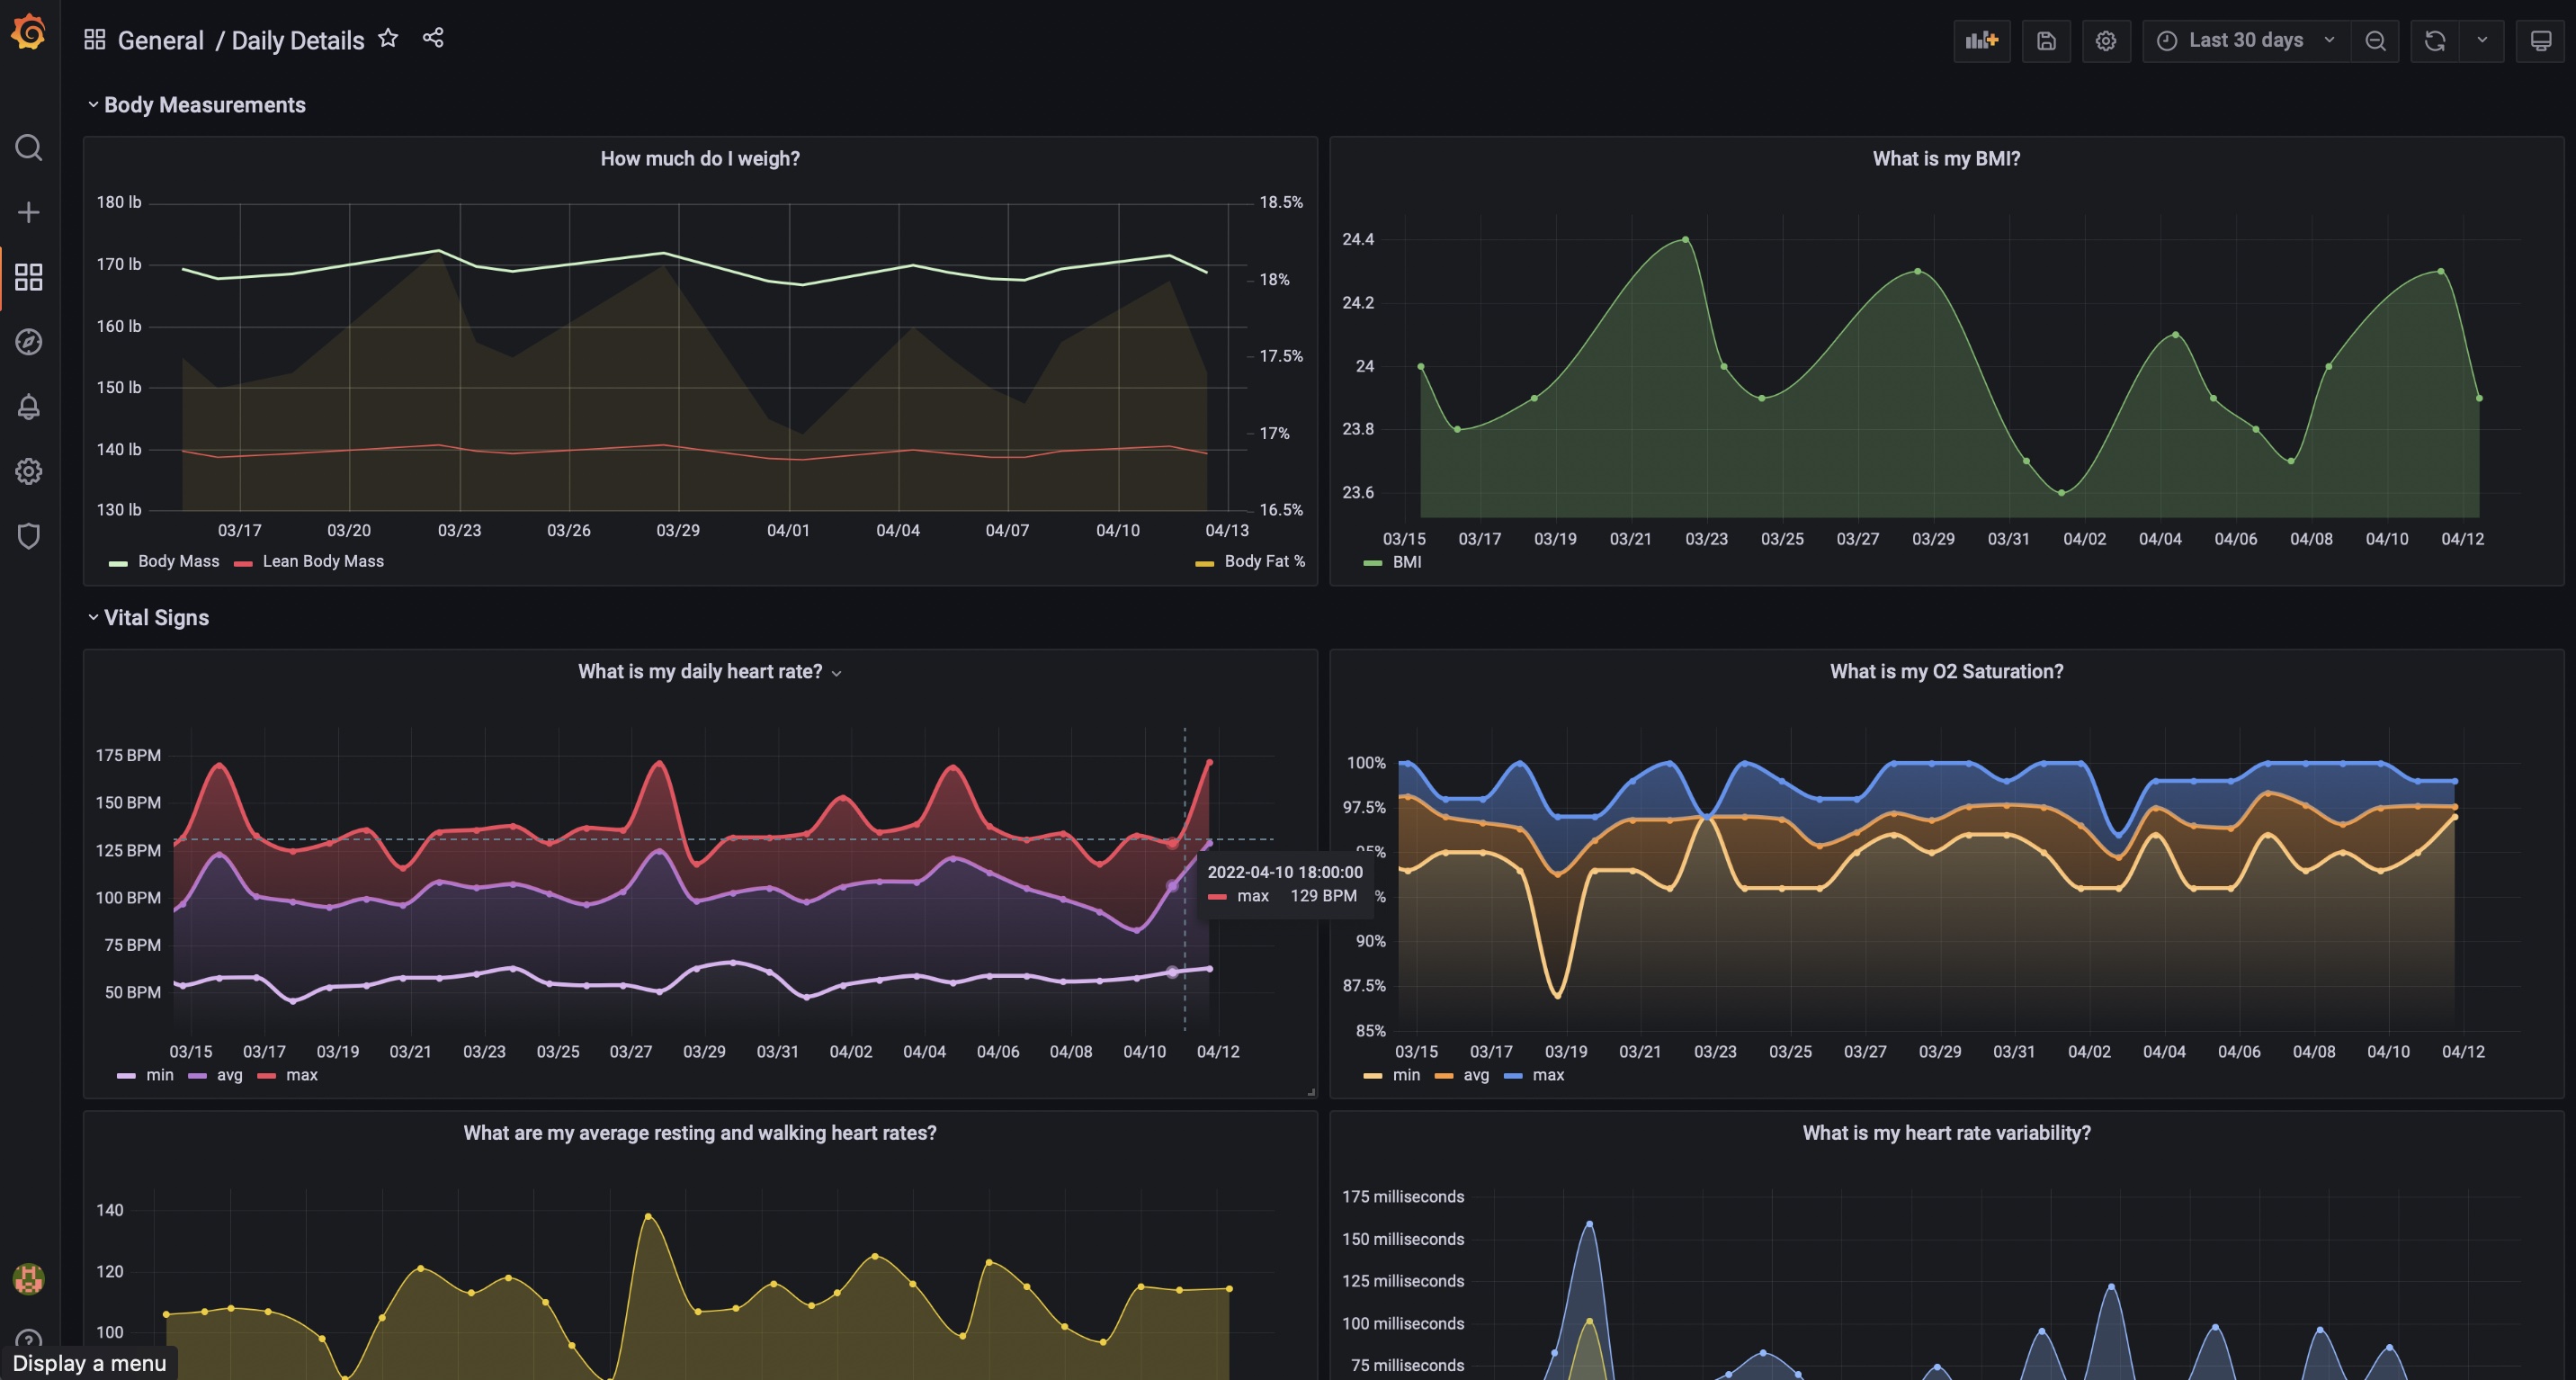 General / Daily Details
Last 30 days
Body Measurements
How much do I weigh?
180 lb
170 lb
160 lb
150 lb
140 lb
130 lb
18.5%
18%
17.5%
17%
16.5%
03/17 03/20 03/23 03/26 03/29 04/01 04/04 04/07 04/10 04/13
Body Mass Lean Body Mass Body Fat %
What is my BMI?
24.4
24.2
24
23.8
23.6
03/15 03/17 03/19 03/21 03/23 03/25 03/27 03/29 03/31 04/02 04/04 04/06 04/08 04/10 04/12
BMI
Vital Signs
What is my daily heart rate?
175 BPM
150 BPM
125 BPM
100 BPM
75 BPM
50 BPM
2022-04-10 18:00:00
max 129 BPM
03/15 03/17 03/19 03/21 03/23 03/25 03/27 03/29 03/31 04/02 04/04 04/06 04/08 04/10 04/12
min avg max
What is my O2 Saturation?
100%
97.5%
95%
%
90%
87.5%
85%
03/15 03/17 03/19 03/21 03/23 03/25 03/27 03/29 03/31 04/02 04/04 04/06 04/08 04/10 04/12
min avg max
What are my average resting and walking heart rates?
140
120
100
What is my heart rate variability?
175 milliseconds
150 milliseconds
125 milliseconds
100 milliseconds
75 milliseconds
Display a menu